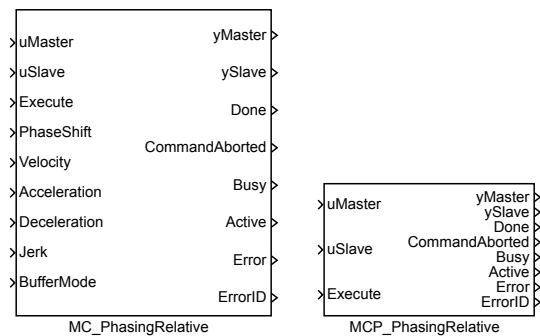 uMaster
uSlave
Execute
PhaseShift
Velocity
Acceleration
Deceleration
Jerk
BufferMode
yMaster
ySlave
Done
CommandAborted
Busy
Active
Error
ErrorID
MC_PhasingRelative
uMaster
uSlave
Execute
yMaster
ySlave
Done
CommandAborted
Busy
Active
Error
ErrorID
MCP_PhasingRelative